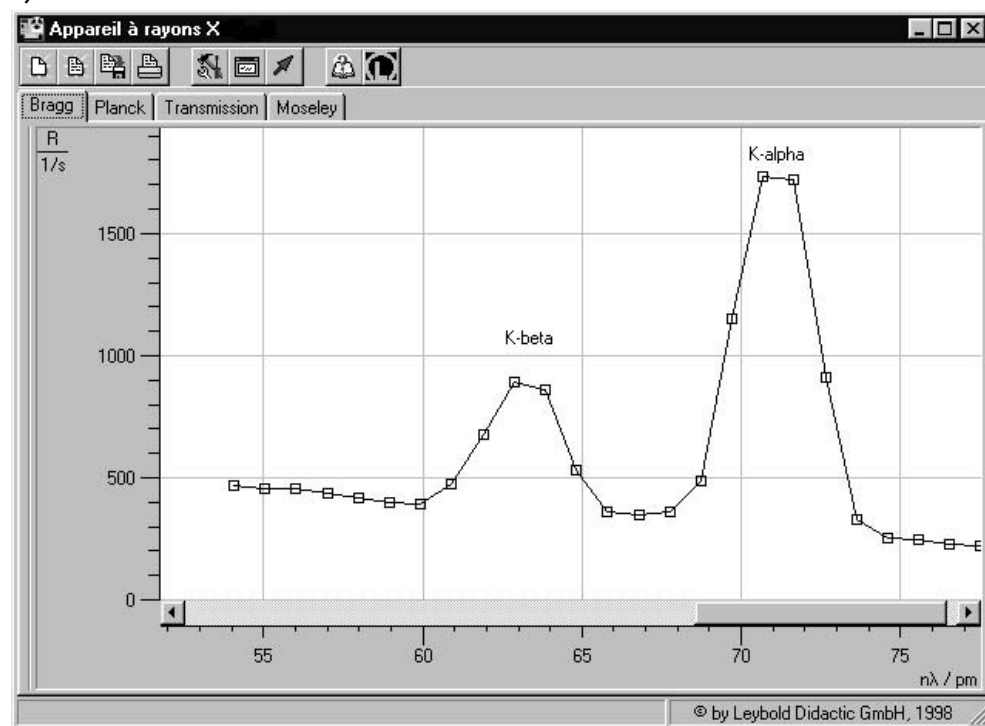 Appareil à rayons X
Bragg Planck Transmission Moseley
R
1/s
K-alpha
1500
K-beta
1000
500
0
55 60 65 70 75
nλ / pm
© by Leybold Didactic GmbH, 1998